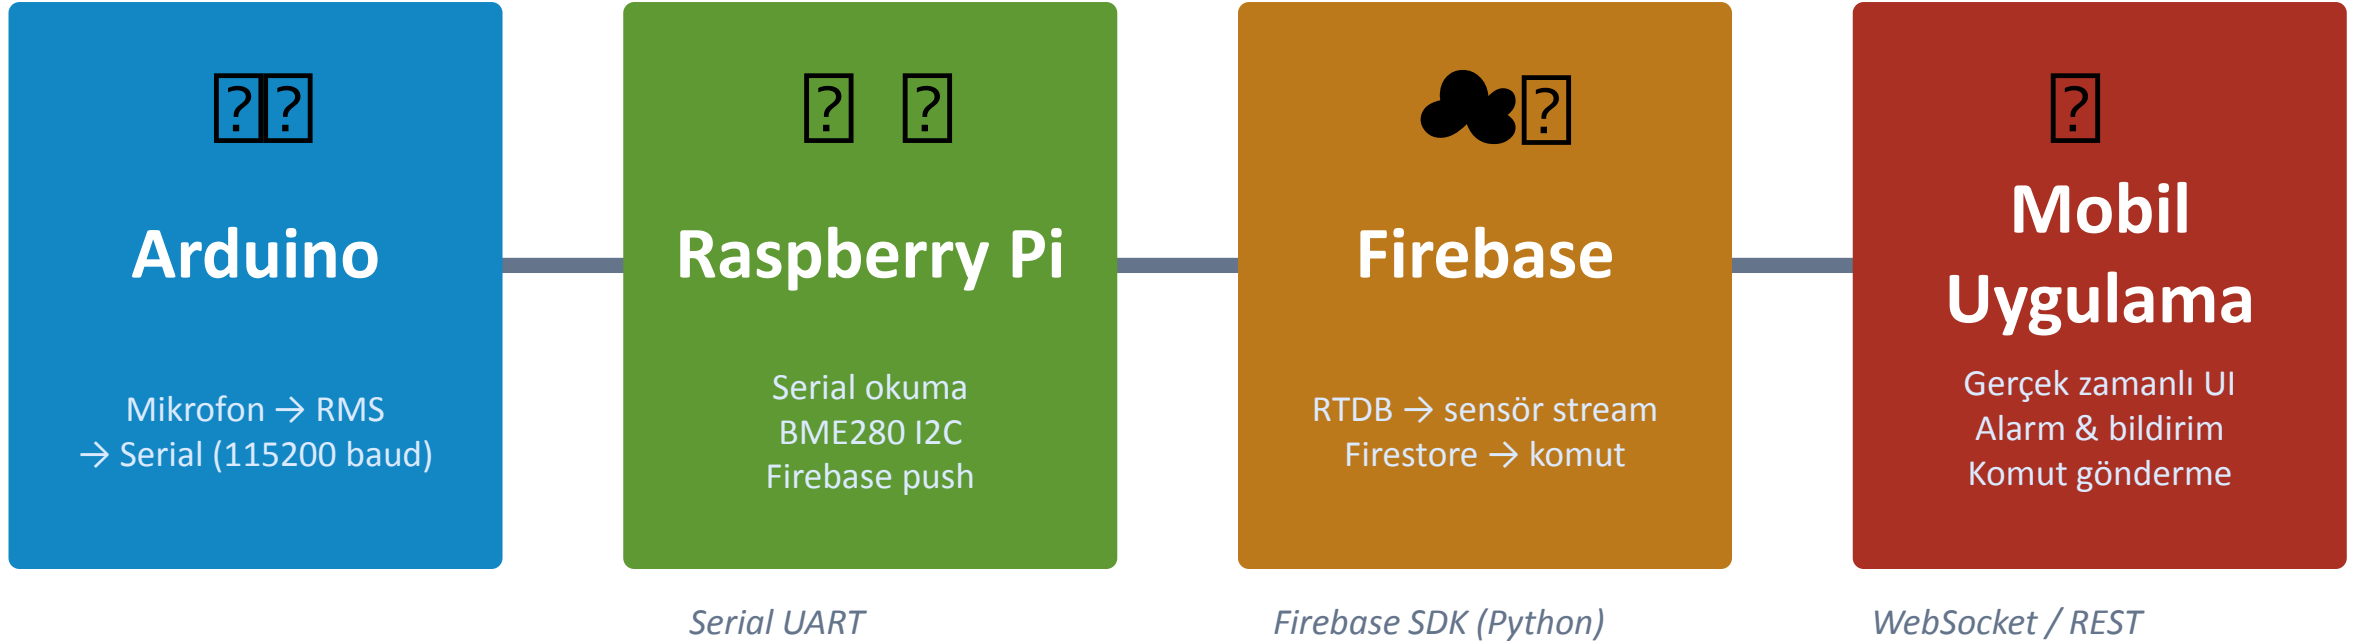 Arduino
Mikrofon → RMS
→ Serial (115200 baud)
Raspberry Pi
Serial okuma
BME280 I2C
Firebase push
Firebase
RTDB → sensör stream
Firestore → komut
Mobil
Uygulama
Gerçek zamanlı UI
Alarm & bildirim
Komut gönderme
Serial UART
Firebase SDK (Python)
WebSocket / REST